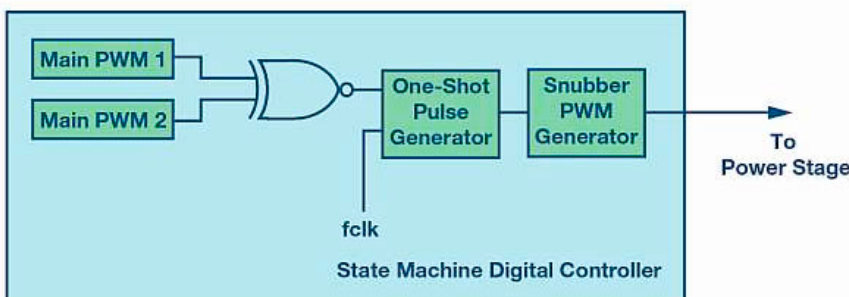 Main PWM 1
Main PWM 2
One-Shot
Pulse
Generator
Snubber
PWM
Generator
To
Power Stage
fclk
State Machine Digital Controller